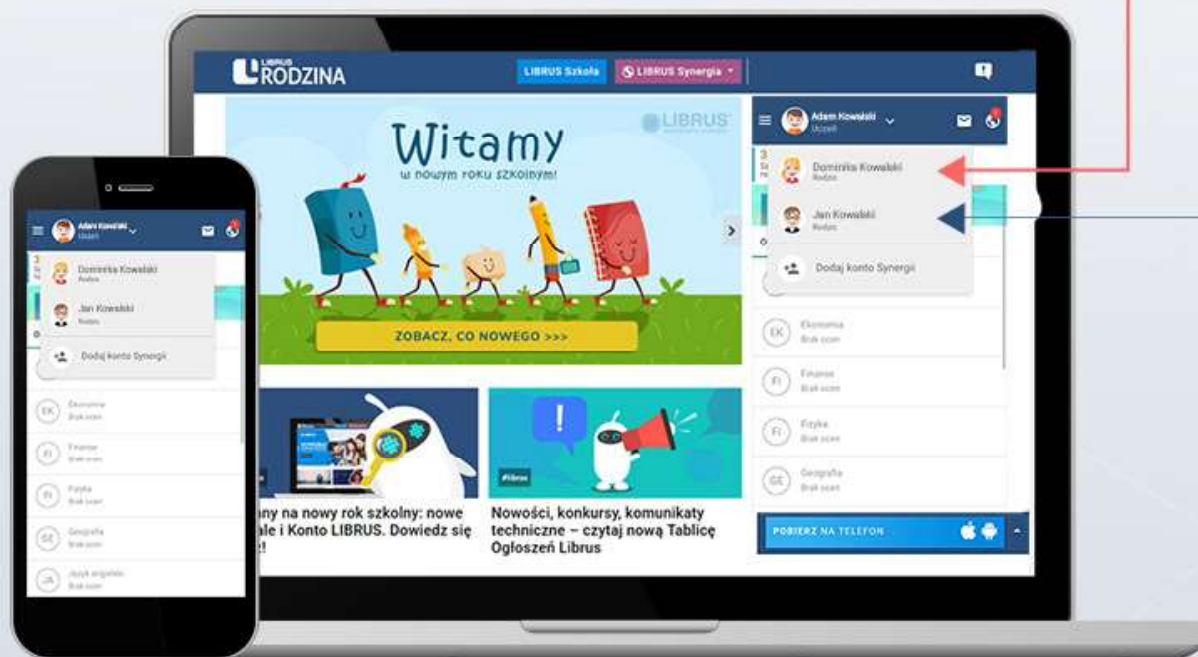 LIBRUS
RODZINA
LIBRUS Szkoła
LIBRUS Synergia
Witamy
w nowym roku szkolnym!
LIBRUS
ZOBACZ, CO NOWEGO >>>
#librus
ny na nowy rok szkolny: nowe
le i Konto LIBRUS. Dowiedz się
Nowości, konkursy, komunikaty
techniczne – czytaj nową Tablicę
Ogłoszeń Librus
Adam Kowalski
Uczeń
Dominika Kowalski
Rodzic
Jan Kowalski
Rodzic
Dodaj konto Synergii
EK
Ekonomia
Brak ocen
FI
Finanse
Brak ocen
FI
Fizyka
Brak ocen
GE
Geografia
Brak ocen
POBIERZ NA TELEFON
Adam Kowalski
Uczeń
Dominika Kowalski
Rodzic
Jan Kowalski
Rodzic
Dodaj konto Synergii
EK
Ekonomia
Brak ocen
FI
Finanse
Brak ocen
FI
Fizyka
Brak ocen
GE
Geografia
Brak ocen
JA
Język angielski
Brak ocen